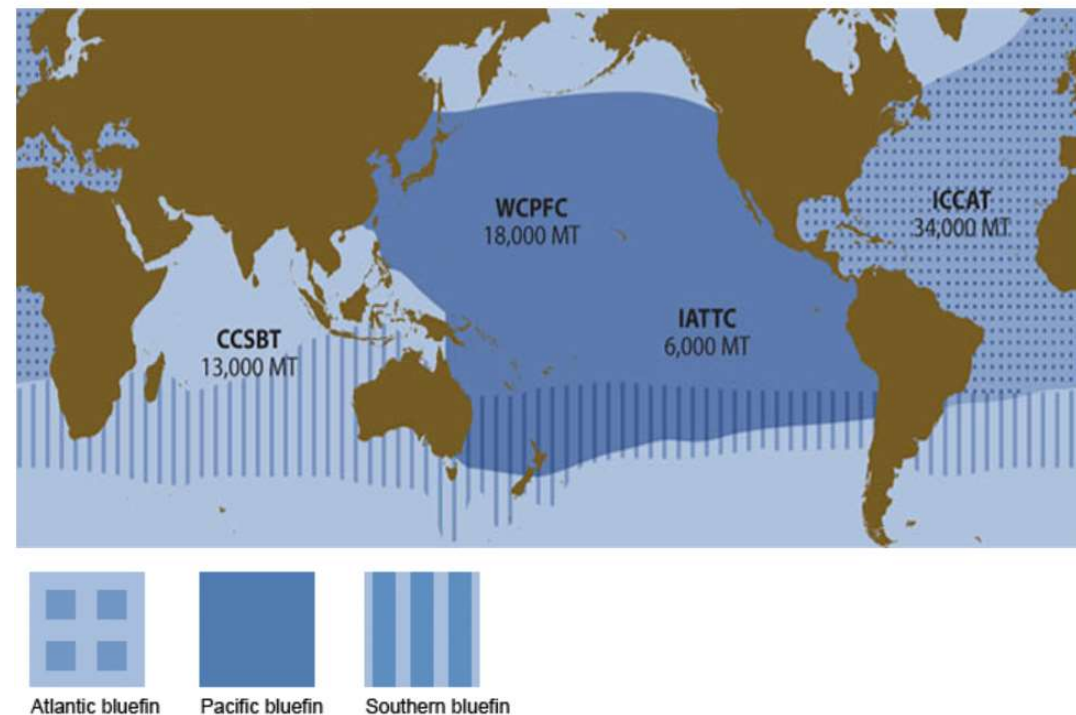 WCPFC
18,000 MT
ICCAT
34,000 MT
IATTC
6,000 MT
CCSBT
13,000 MT
Atlantic bluefin
Pacific bluefin
Southern bluefin